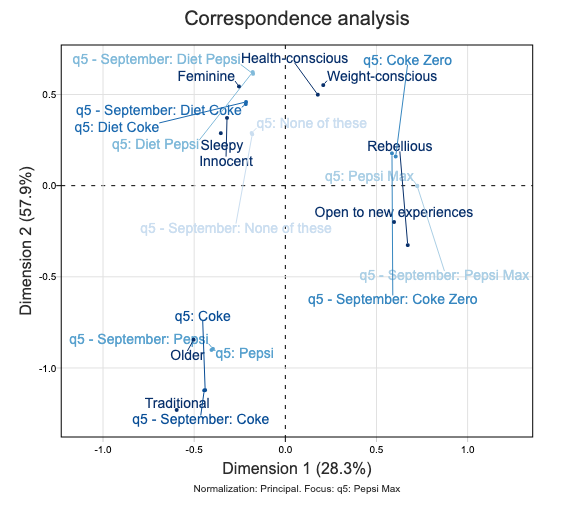 Correspondence analysis
q5 - September: Diet Pepsi
Health-conscious
q5: Coke Zero
Feminine
Weight-conscious
0.5
q5 - September: Diet Coke
q5: Diet Coke
q5: None of these
q5: Diet Pepsi
Sleepy
Rebellious
Innocent
q5: Pepsi Max
0.0
Open to new experiences
q5 - September: None of these
-0.5
q5 - September: Pepsi Max
q5 - September: Coke Zero
q5: Coke
q5 - September: Pepsi
Older
q5: Pepsi
-1.0
Traditional
q5 - September: Coke
-1.0
-0.5
0.0
0.5
1.0
Dimension 2 (57.9%)
Dimension 1 (28.3%)
Normalization: Principal. Focus: q5: Pepsi Max